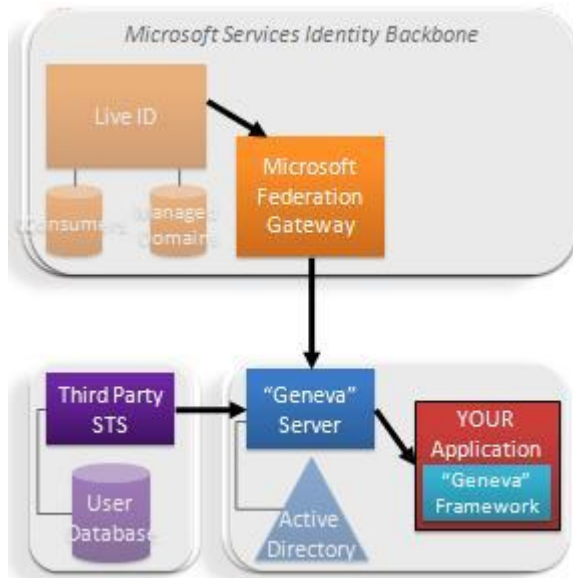 Microsoft Services Identity Backbone
Live ID
Consumers
Managed
Domains
Microsoft
Federation
Gateway
Third Party
STS
User
Database
"Geneva"
Server
Active
Directory
YOUR
Application
"Geneva"
Framework